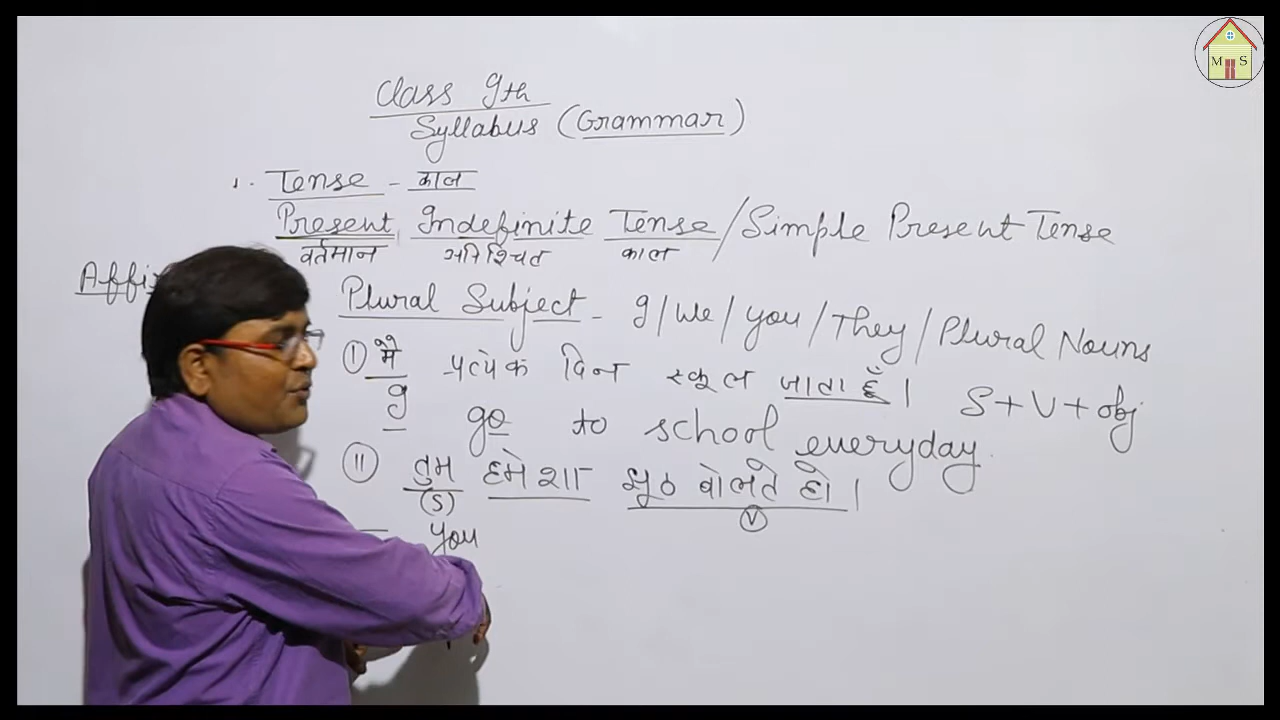 M S
Class 9th
Syllabus (Grammar)
1. Tense - काल
Present Indefinite Tense / Simple Present Tense
वर्तमान अनिश्चित काल
Plural Subject - I / We / you / They / Plural Nouns
I मै प्रत्येक दिन स्कूल जाता हूँ। S + V + obj
I go to school everyday.
II तुम हमेशा झूठ बोलते हो।
(S) V
you